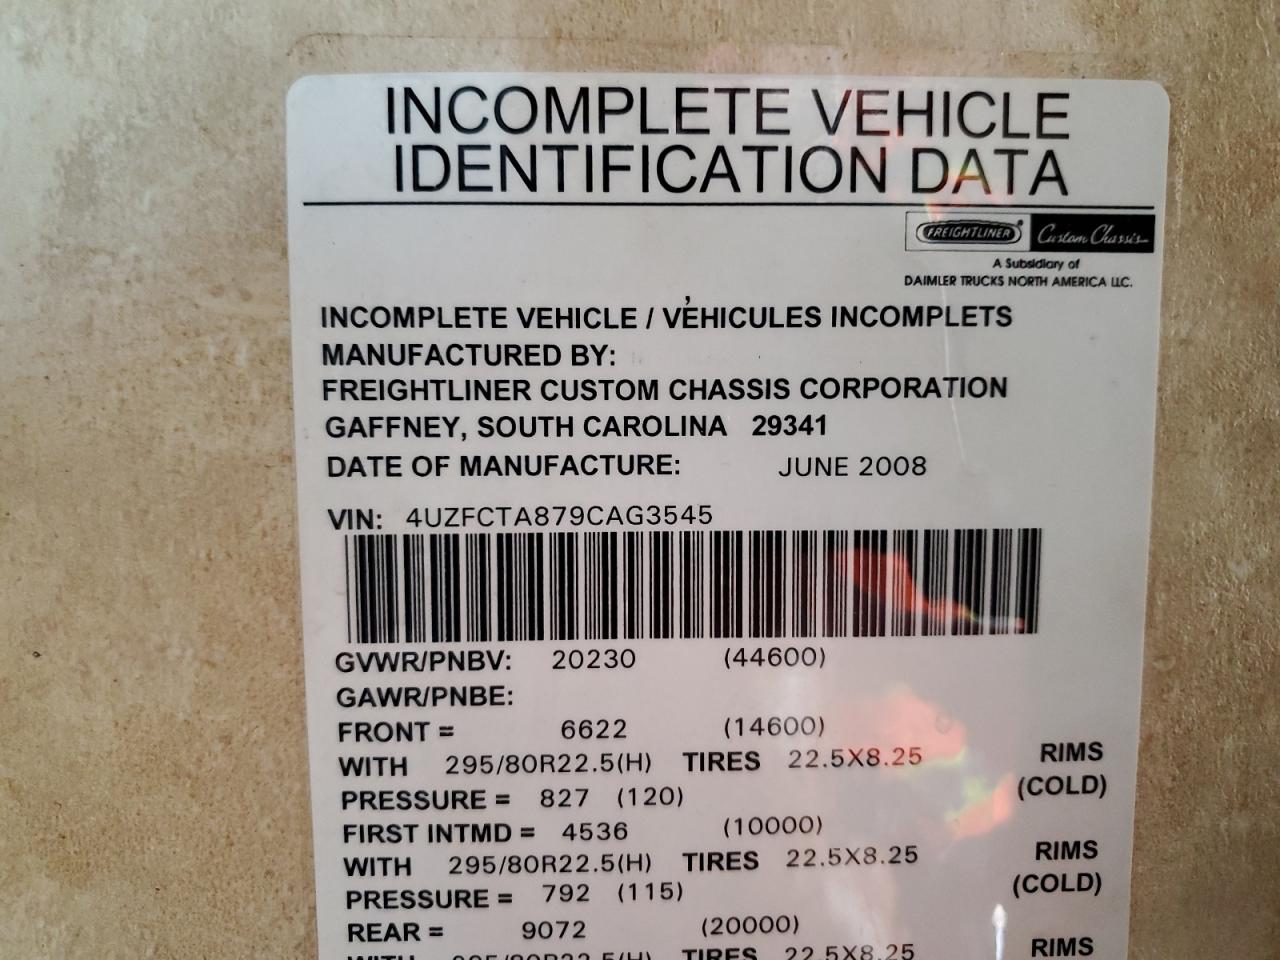 INCOMPLETE VEHICLE
IDENTIFICATION DATA
FREIGHTLINER Custom Chassis
A Subsidiary of
DAIMLER TRUCKS NORTH AMERICA LLC.
INCOMPLETE VEHICLE / VÉHICULES INCOMPLETS
MANUFACTURED BY:
FREIGHTLINER CUSTOM CHASSIS CORPORATION
GAFFNEY, SOUTH CAROLINA 29341
DATE OF MANUFACTURE: JUNE 2008
VIN: 4UZFCTA879CAG3545
GVWR/PNBV: 20230 (44600)
GAWR/PNBE:
FRONT = 6622 (14600)
WITH 295/80R22.5(H) TIRES 22.5X8.25 RIMS
PRESSURE = 827 (120) (COLD)
FIRST INTMD = 4536 (10000)
WITH 295/80R22.5(H) TIRES 22.5X8.25 RIMS
PRESSURE = 792 (115) (COLD)
REAR = 9072 (20000)
WITH 295/80R22.5(H) TIRES 22.5X8.25 RIMS